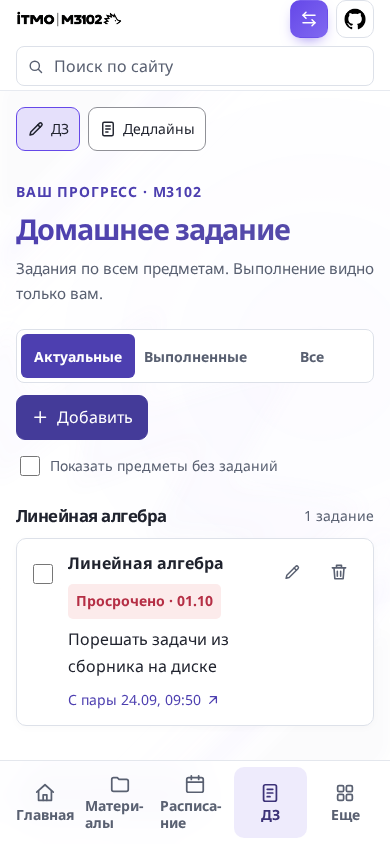 iTMO | M3102
Поиск по сайту
ДЗ
Дедлайны
ВАШ ПРОГРЕСС · M3102
Домашнее задание
Задания по всем предметам. Выполнение видно
только вам.
Актуальные
Выполненные
Все
Добавить
Показать предметы без заданий
Линейная алгебра
1 задание
Линейная алгебра
Просрочено · 01.10
Порешать задачи из
сборника на диске
С пары 24.09, 09:50 ↗
Главная
Матери-
алы
Расписа-
ние
ДЗ
Еще